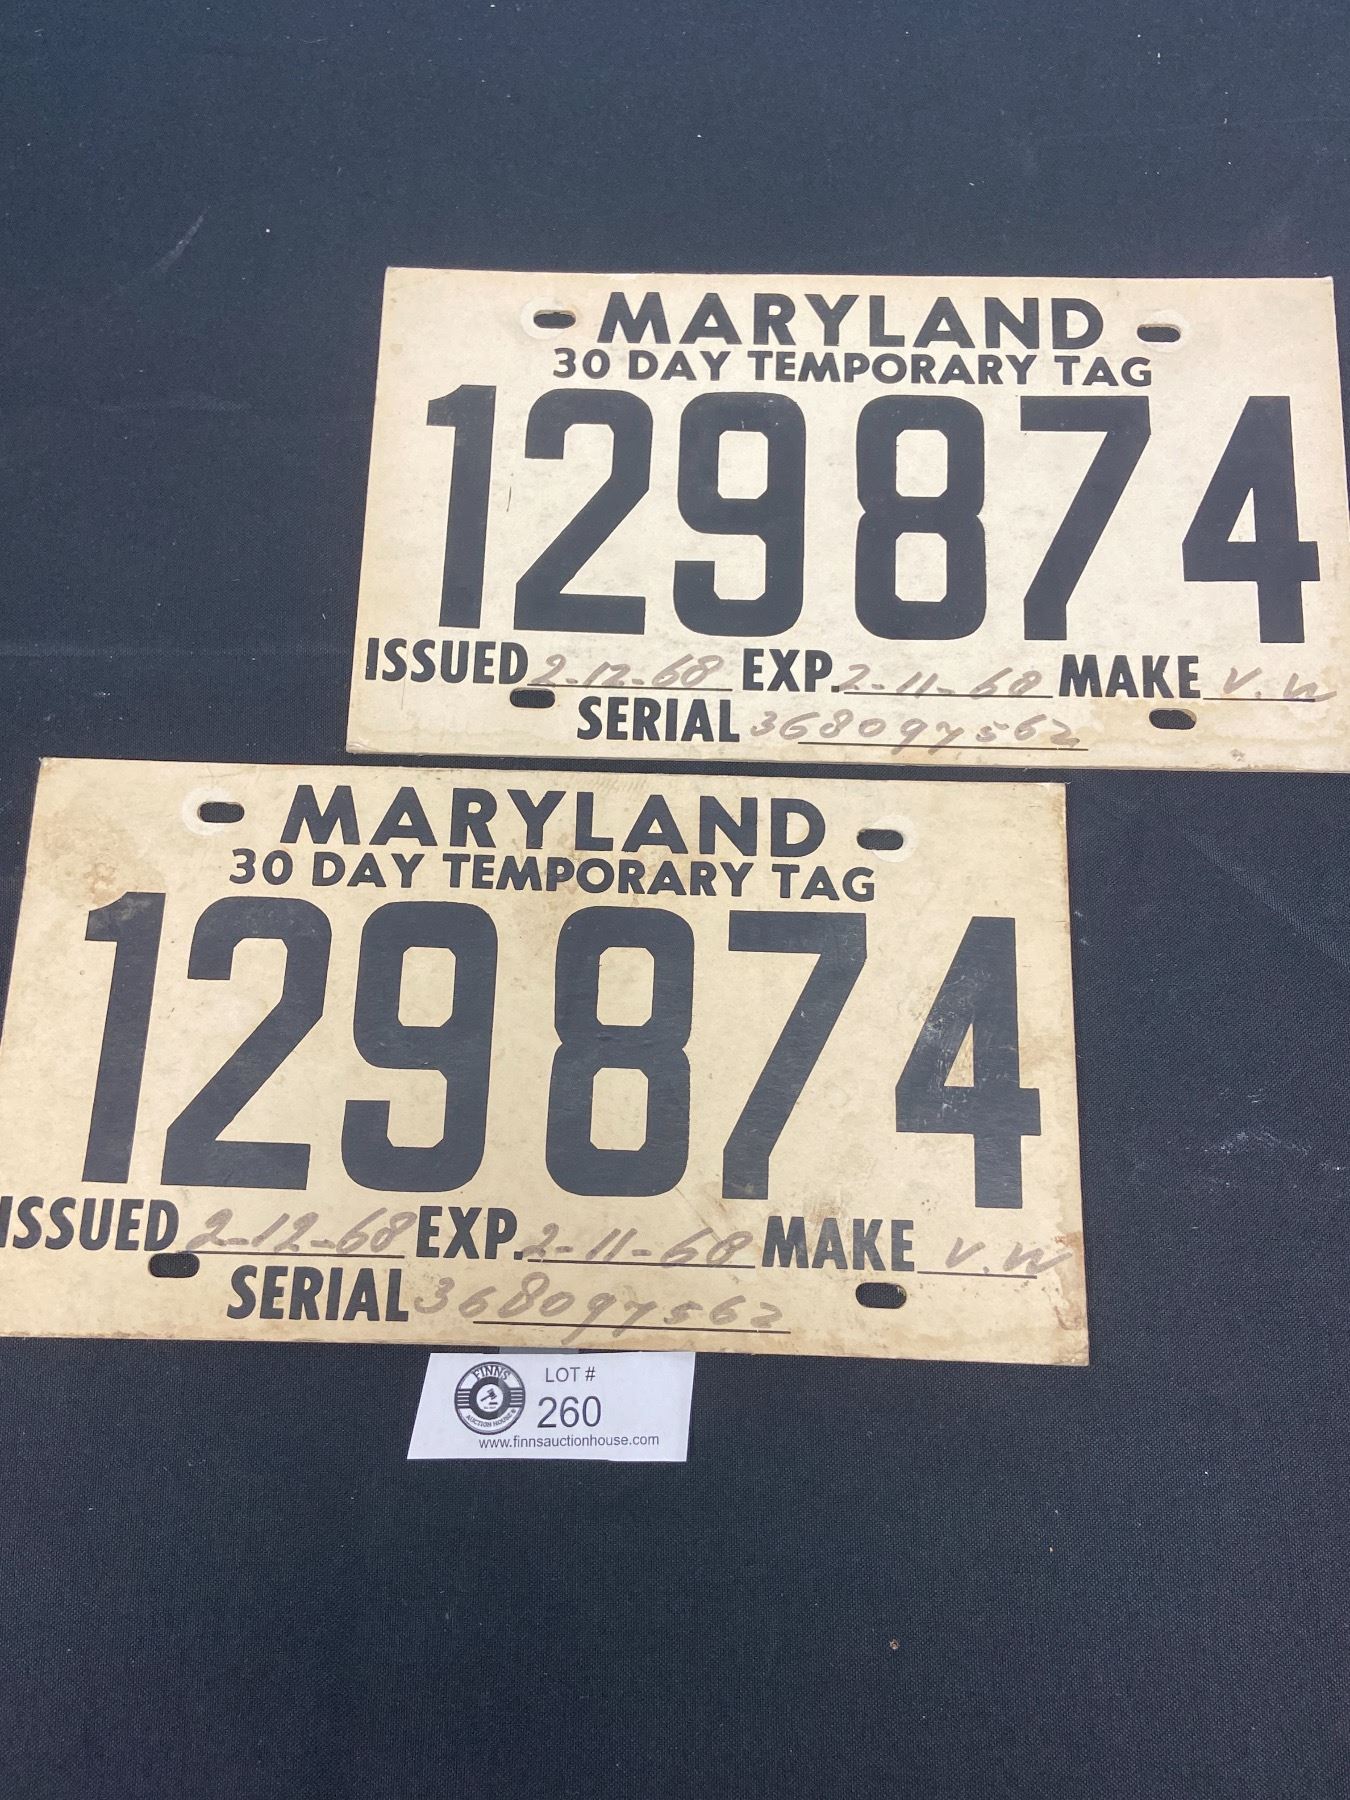 MARYLAND
30 DAY TEMPORARY TAG
129874
ISSUED 2-12-68 EXP. 2-11-68 MAKE V.W
SERIAL 368097562
MARYLAND
30 DAY TEMPORARY TAG
129874
ISSUED 2-12-68 EXP. 2-11-68 MAKE V.W
SERIAL 368097562
FINNS
AUCTION HOUSE
LOT #
260
www.finnsauctionhouse.com